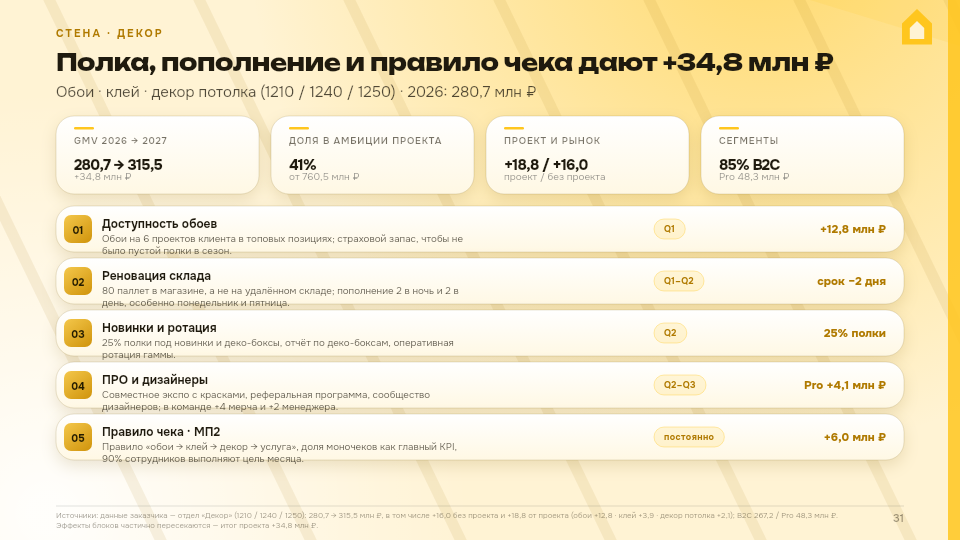 СТЕНА · ДЕКОР
Полка, пополнение и правило чека дают +34,8 млн ₽
Обои · клей · декор потолка (1210 / 1240 / 1250) · 2026: 280,7 млн ₽
GMV 2026 → 2027
280,7 → 315,5
+34,8 млн ₽
ДОЛЯ В АМБИЦИИ ПРОЕКТА
41%
от 760,5 млн ₽
ПРОЕКТ И РЫНОК
+18,8 / +16,0
проект / без проекта
СЕГМЕНТЫ
85% B2C
Pro 48,3 млн ₽
01
Доступность обоев
Обои на 6 проектов клиента в топовых позициях; страховой запас, чтобы не
было пустой полки в сезон.
Q1
+12,8 млн ₽
02
Реновация склада
80 паллет в магазине, а не на удалённом складе; пополнение 2 в ночь и 2 в
день, особенно понедельник и пятница.
Q1–Q2
срок −2 дня
03
Новинки и ротация
25% полки под новинки и деко-боксы, отчёт по деко-боксам, оперативная
ротация гаммы.
Q2
25% полки
04
ПРО и дизайнеры
Совместное экспо с красками, реферальная программа, сообщество
дизайнеров; в команде +4 мерча и +2 менеджера.
Q2–Q3
Pro +4,1 млн ₽
05
Правило чека · МП2
Правило «обои → клей → декор → услуга», доля моночеков как главный KPI,
90% сотрудников выполняют цель месяца.
постоянно
+6,0 млн ₽
Источники: данные заказчика — отдел «Декор» (1210 / 1240 / 1250): 280,7 → 315,5 млн ₽, в том числе +16,0 без проекта и +18,8 от проекта (обои +12,8 · клей +3,9 · декор потолка +2,1); B2C 267,2 / Pro 48,3 млн ₽.
Эффекты блоков частично пересекаются — итог проекта +34,8 млн ₽.
31